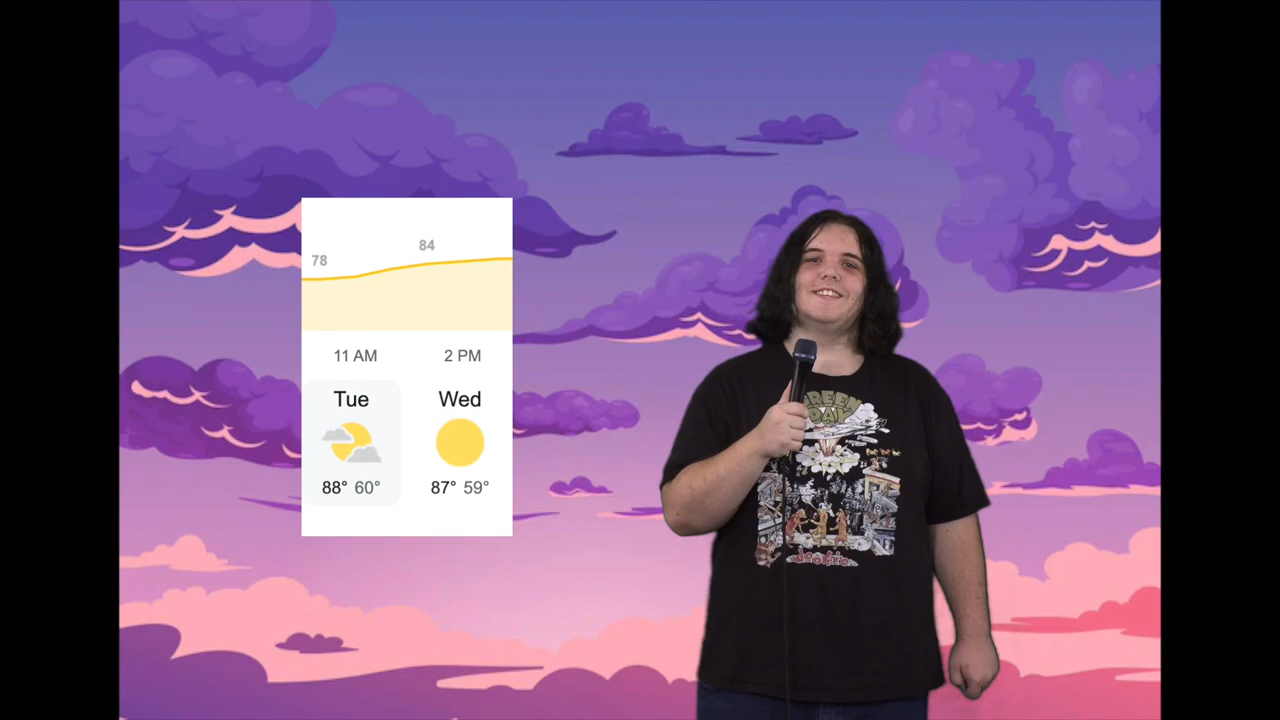 84
78
11 AM 2 PM
Tue Wed
88° 60° 87° 59°
GREEN
DAY
dookie